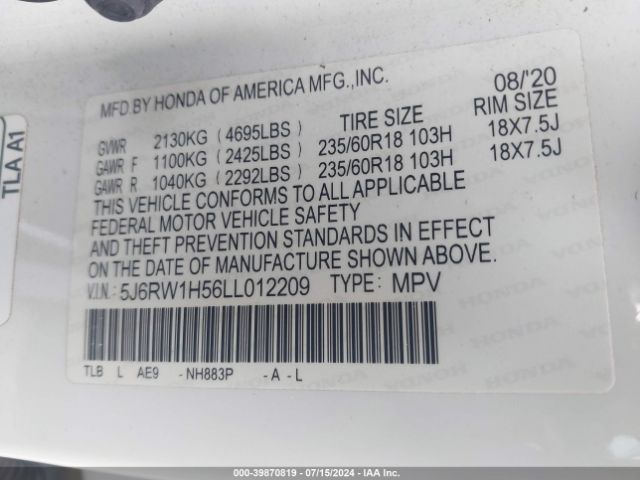 TLA A1
MFD.BY HONDA OF AMERICA MFG.,INC. 08/'20
TIRE SIZE RIM SIZE
GVWR 2130KG (4695LBS)
GAWR F 1100KG (2425LBS) 235/60R18 103H 18X7.5J
GAWR R. 1040KG (2292LBS) 235/60R18 103H 18X7.5J
THIS VEHICLE CONFORMS TO ALL APPLICABLE
FEDERAL MOTOR VEHICLE SAFETY
AND THEFT PREVENTION STANDARDS IN EFFECT
ON THE DATE OF MANUFACTURE SHOWN ABOVE.
V.I.N.: 5J6RW1H56LL012209 TYPE: MPV
TLB L AE9 -NH883P -A -L
000-39870819 / 07/15/2024 - IAA Inc.